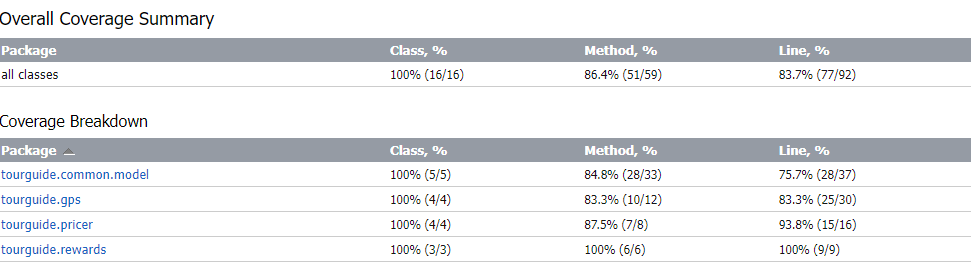 Overall Coverage Summary
Package Class, % Method, % Line, %
all classes 100% (16/16) 86.4% (51/59) 83.7% (77/92)
Coverage Breakdown
Package Class, % Method, % Line, %
tourguide.common.model 100% (5/5) 84.8% (28/33) 75.7% (28/37)
tourguide.gps 100% (4/4) 83.3% (10/12) 83.3% (25/30)
tourguide.pricer 100% (4/4) 87.5% (7/8) 93.8% (15/16)
tourguide.rewards 100% (3/3) 100% (6/6) 100% (9/9)